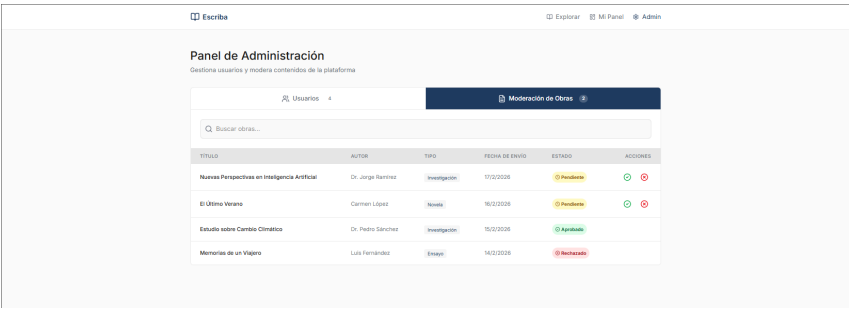 Escriba
Explorar Mi Panel Admin
Panel de Administración
Gestiona usuarios y modera contenidos de la plataforma
Usuarios 4
Moderación de Obras 2
Buscar obras...
TÍTULO AUTOR TIPO FECHA DE ENVÍO ESTADO ACCIONES
Nuevas Perspectivas en Inteligencia Artificial Dr. Jorge Ramírez Investigación 17/2/2026 Pendiente
El Último Verano Carmen López Novela 16/2/2026 Pendiente
Estudio sobre Cambio Climático Dr. Pedro Sánchez Investigación 15/2/2026 Aprobado
Memorias de un Viajero Luis Fernández Ensayo 14/2/2026 Rechazado